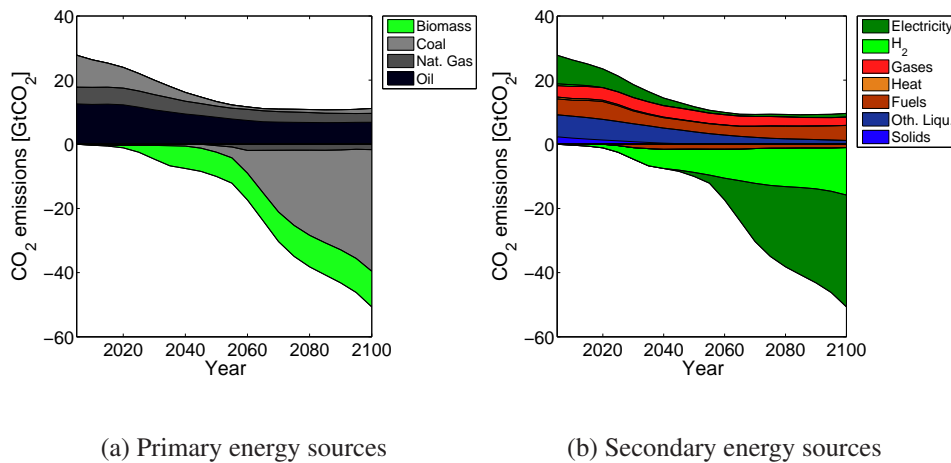 40
20
0
−20
−40
−60
CO2 emissions [GtCO2]
2020 2040 2060 2080 2100
Year
Biomass
Coal
Nat. Gas
Oil
(a) Primary energy sources
40
20
0
−20
−40
−60
CO2 emissions [GtCO2]
2020 2040 2060 2080 2100
Year
Electricity
H2
Gases
Heat
Fuels
Oth. Liqu.
Solids
(b) Secondary energy sources